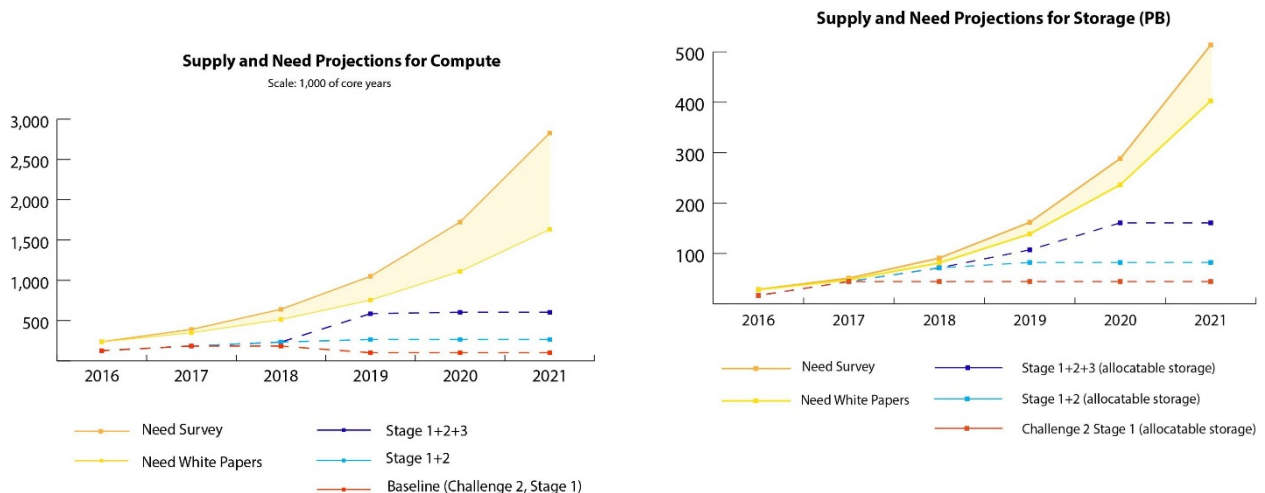 Supply and Need Projections for Compute
Scale: 1,000 of core years
3,000
2,500
2,000
1,500
1,000
500
2016 2017 2018 2019 2020 2021
Need Survey
Need White Papers
Stage 1+2+3
Stage 1+2
Baseline (Challenge 2, Stage 1)
Supply and Need Projections for Storage (PB)
500
400
300
200
100
2016 2017 2018 2019 2020 2021
Need Survey
Need White Papers
Stage 1+2+3 (allocatable storage)
Stage 1+2 (allocatable storage)
Challenge 2 Stage 1 (allocatable storage)